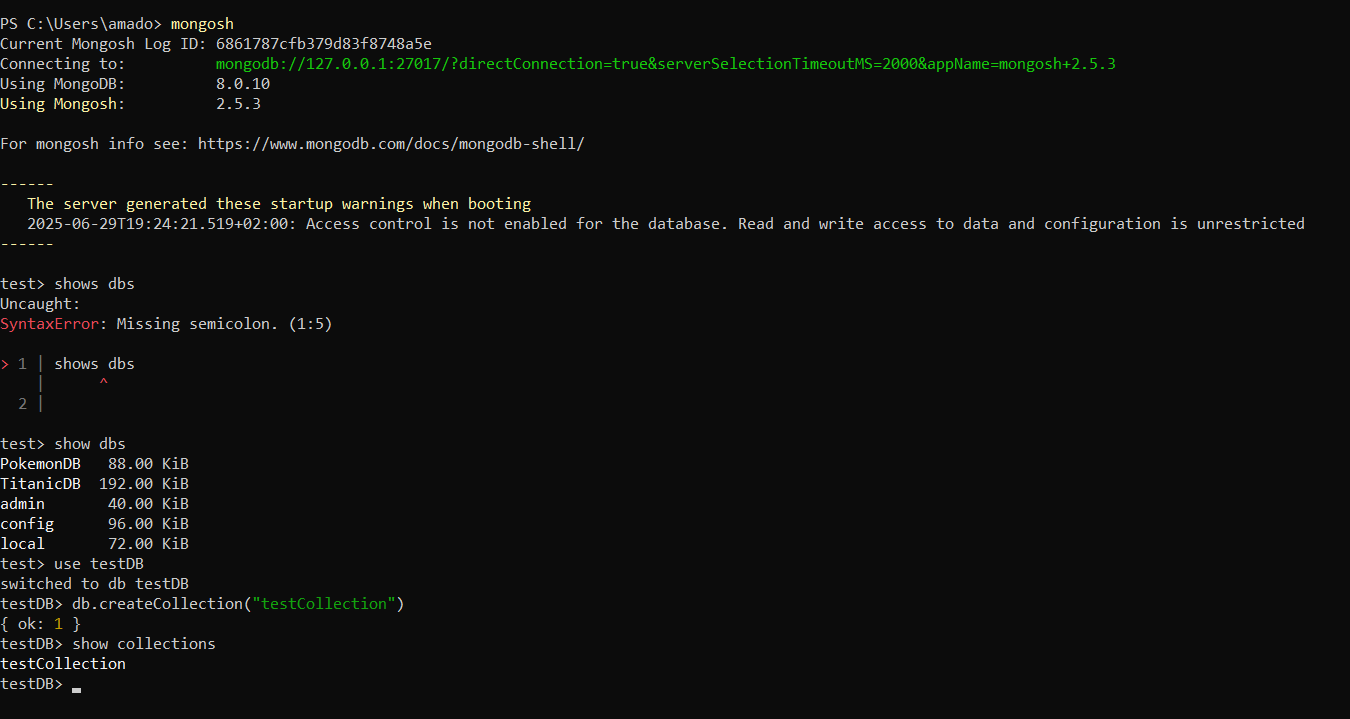 PS C:\Users\amado> mongosh
Current Mongosh Log ID: 6861787cfb379d83f8748a5e
Connecting to:          mongodb://127.0.0.1:27017/?directConnection=true&serverSelectionTimeoutMS=2000&appName=mongosh+2.5.3
Using MongoDB:          8.0.10
Using Mongosh:          2.5.3
For mongosh info see: https://www.mongodb.com/docs/mongodb-shell/
------
   The server generated these startup warnings when booting
   2025-06-29T19:24:21.519+02:00: Access control is not enabled for the database. Read and write access to data and configuration is unrestricted
------
test> shows dbs
Uncaught:
SyntaxError: Missing semicolon. (1:5)
> 1 | shows dbs
    |      ^
  2 |
test> show dbs
PokemonDB   88.00 KiB
TitanicDB  192.00 KiB
admin       40.00 KiB
config      96.00 KiB
local       72.00 KiB
test> use testDB
switched to db testDB
testDB> db.createCollection("testCollection")
{ ok: 1 }
testDB> show collections
testCollection
testDB>